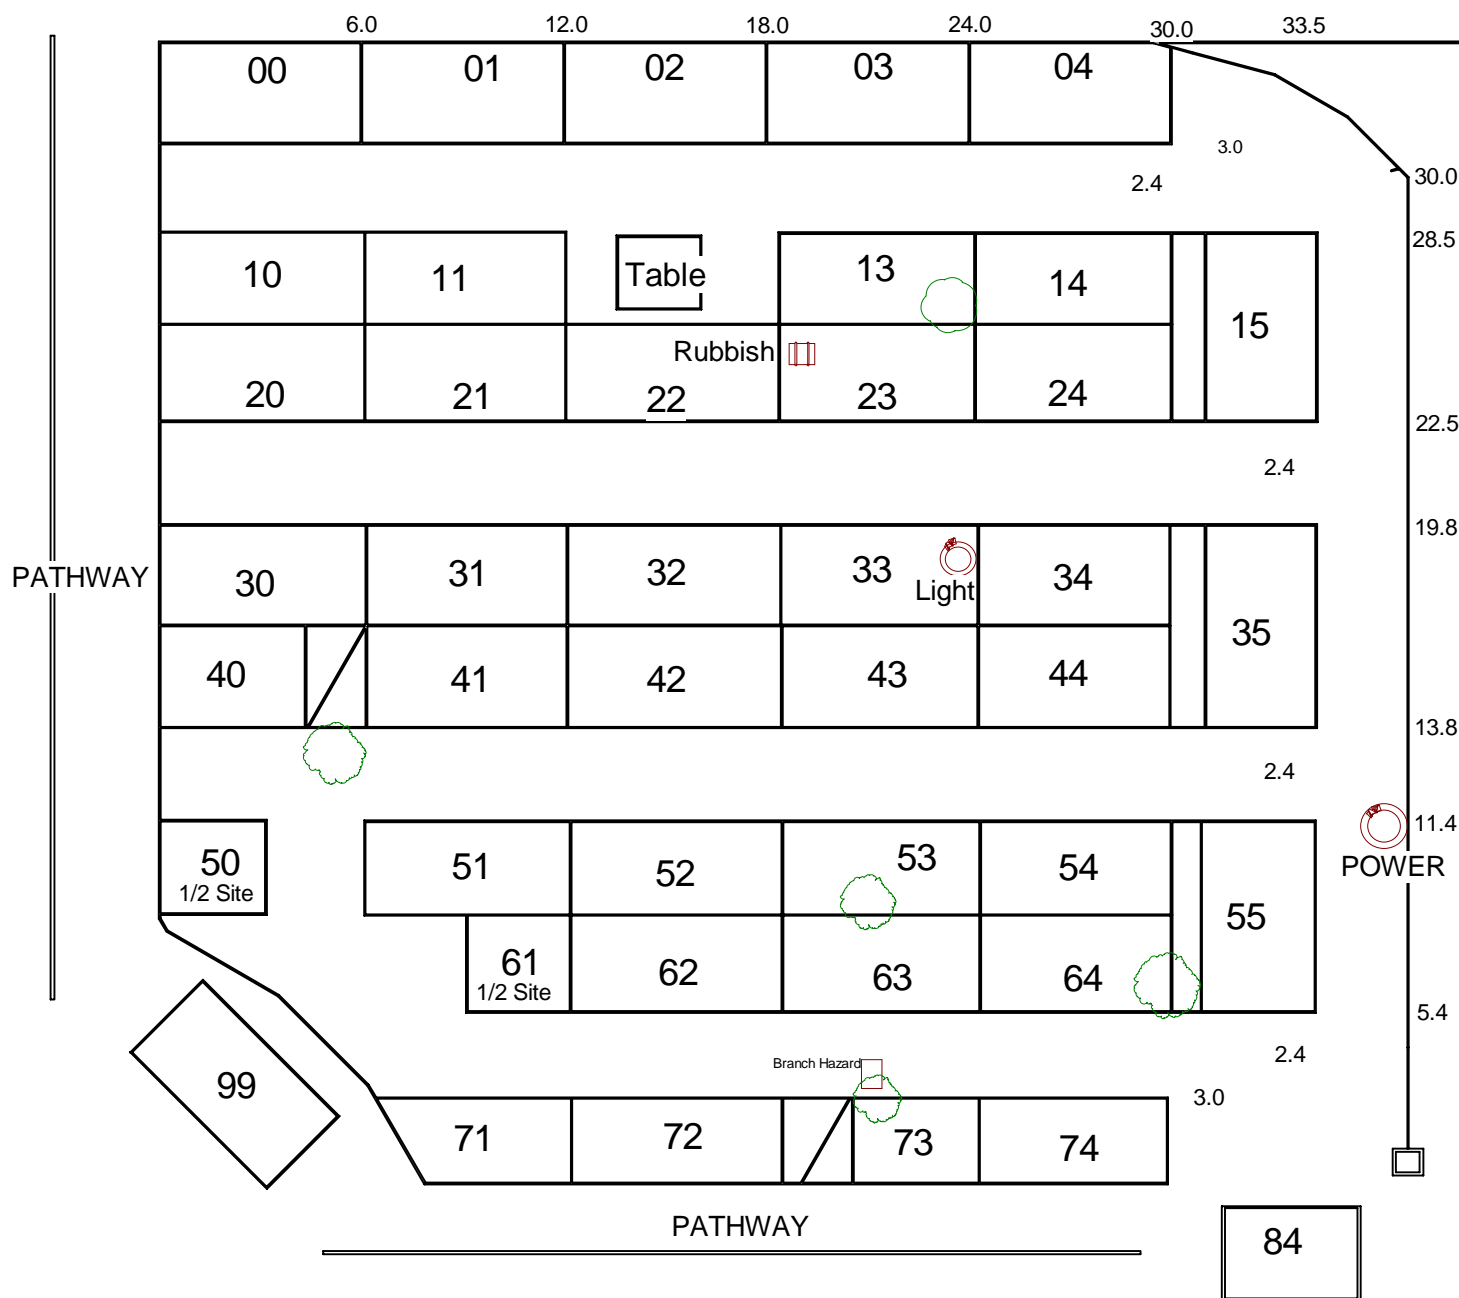 6.0 12.0 18.0 24.0 30.0 33.5
00 01 02 03 04
3.0
2.4
30.0
28.5
10 11 Table 13 14 15
Rubbish
20 21 22 23 24
22.5
2.4
19.8
PATHWAY
30 31 32 33 34
Light
35
40 41 42 43 44
13.8
2.4
11.4
POWER
50
1/2 Site
51 52 53 54 55
61
1/2 Site
62 63 64
5.4
2.4
Branch Hazard
3.0
99
71 72 73 74
PATHWAY
84